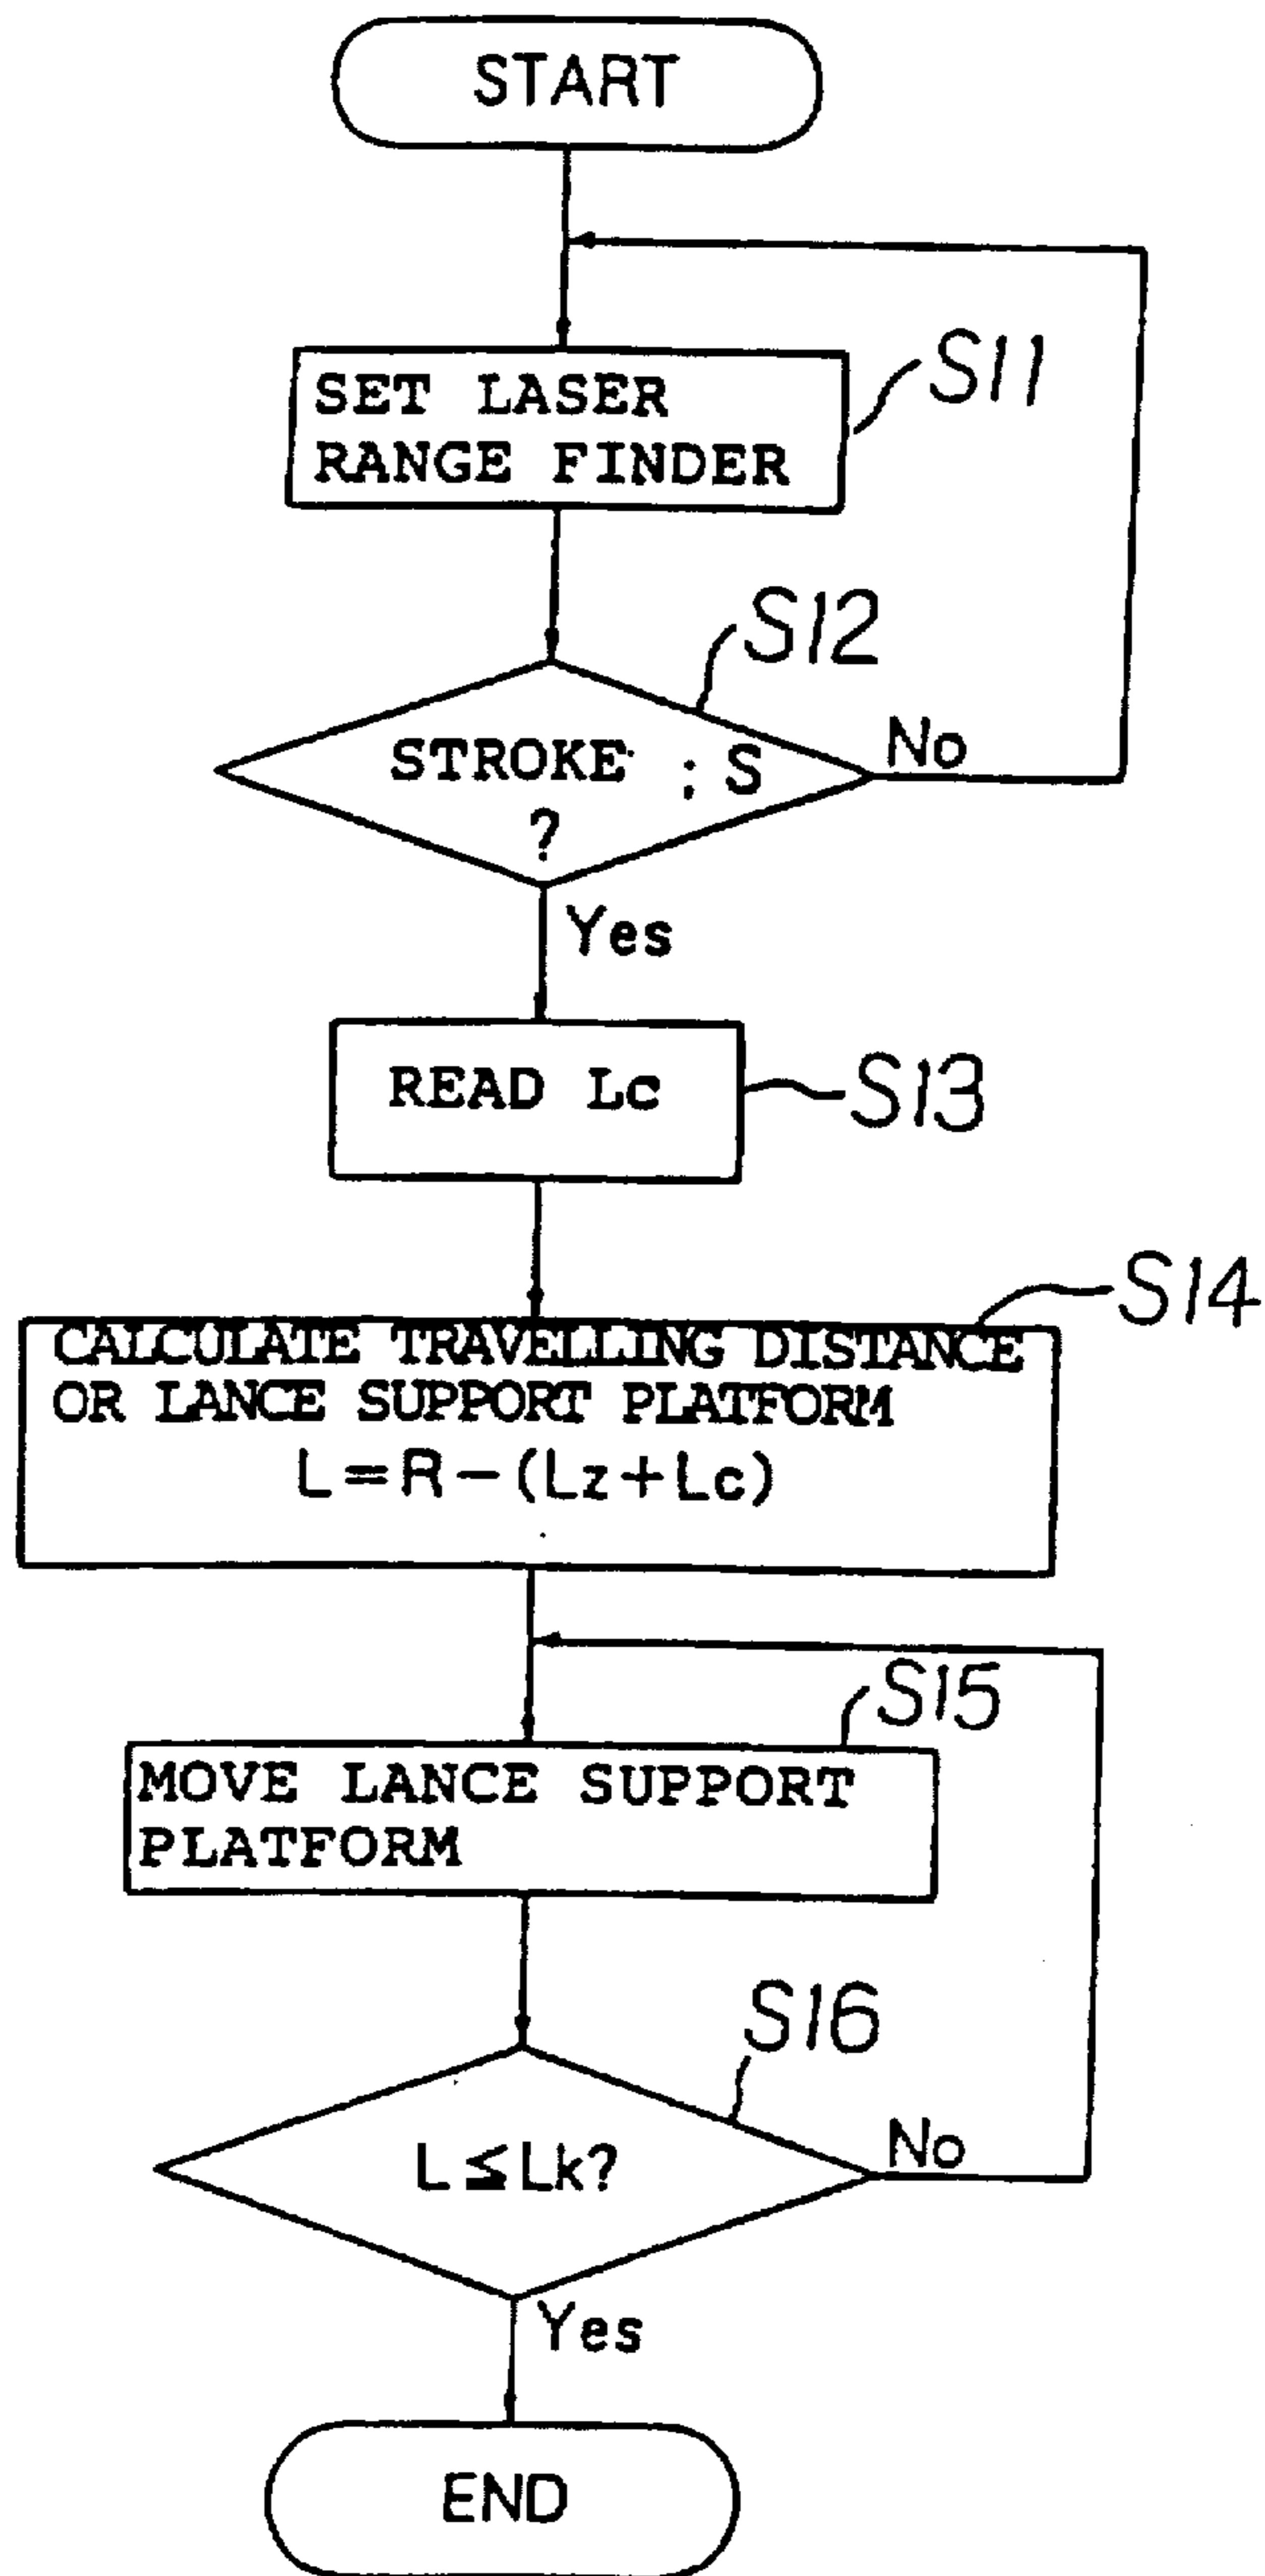 START
SET LASER
RANGE FINDER
S11
S12
STROKE ; S
?
No
Yes
READ Lc
S13
S14
CALCULATE TRAVELLING DISTANCE
OR LANCE SUPPORT PLATFORM
L=R-(Lz+Lc)
S15
MOVE LANCE SUPPORT
PLATFORM
S16
L≦Lk?
No
Yes
END